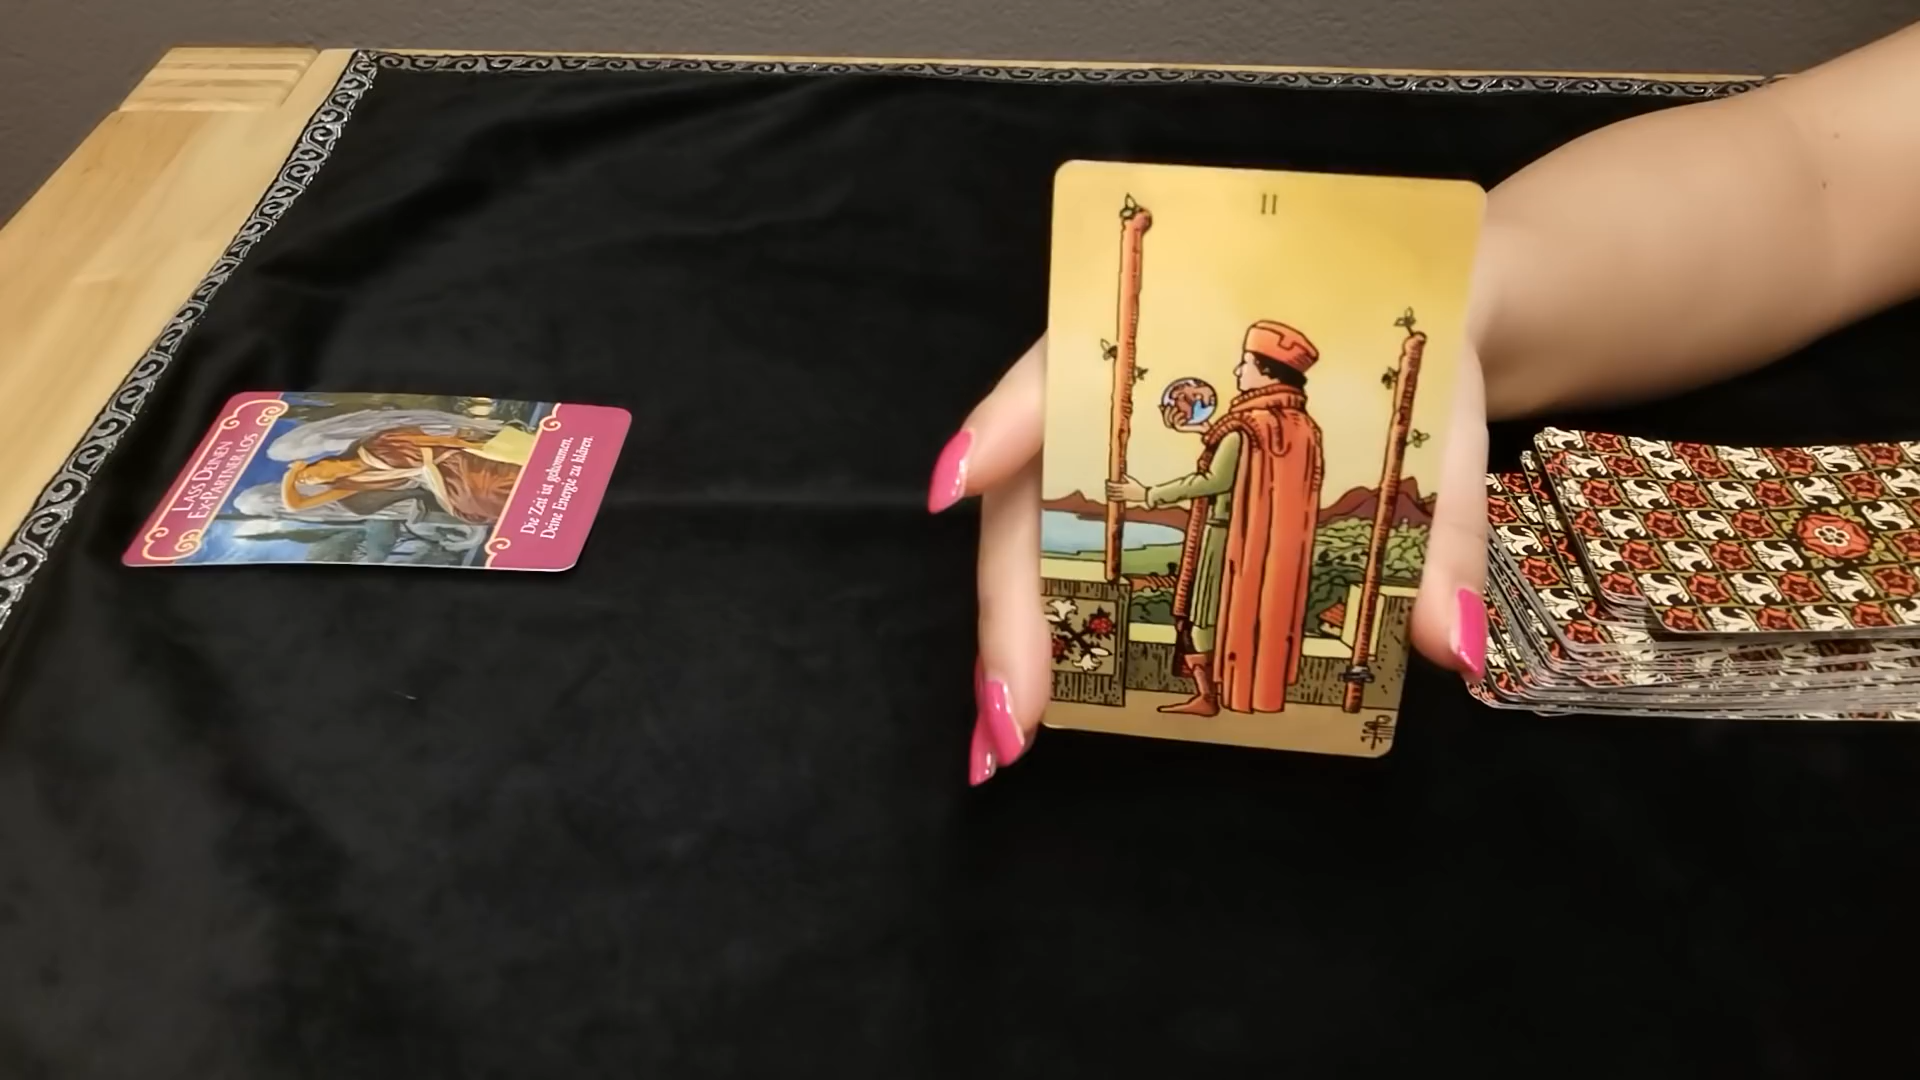 LASS DEINEN
EX-PARTNER LOS
Die Zeit ist gekommen,
Deine Energie zu klären.
II